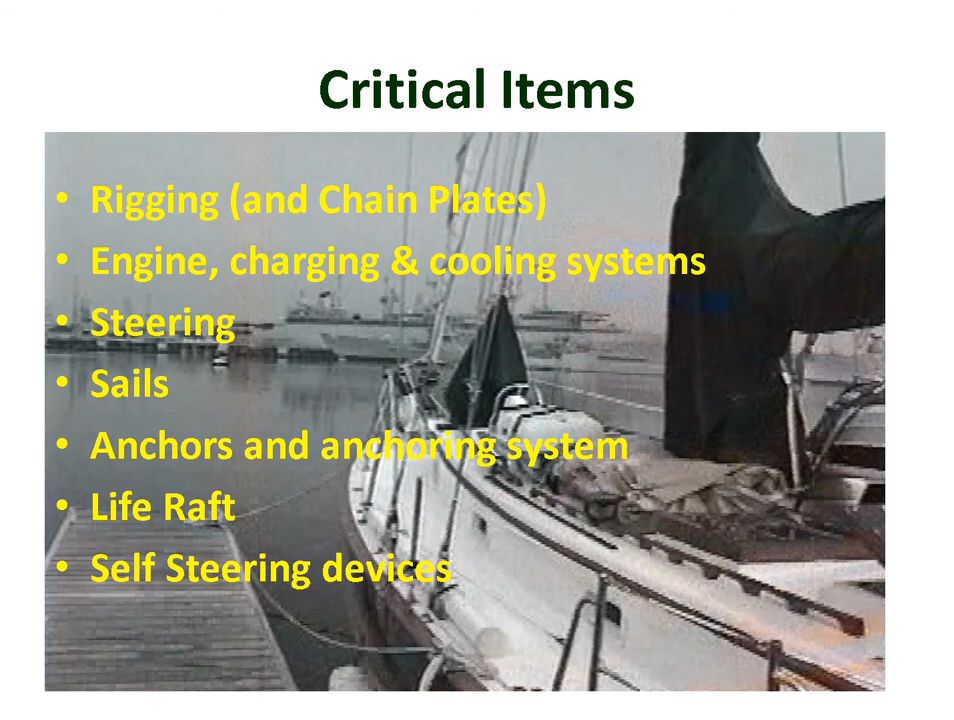 Critical Items
• Rigging (and Chain Plates)
• Engine, charging & cooling systems
• Steering
• Sails
• Anchors and anchoring system
• Life Raft
• Self Steering devices